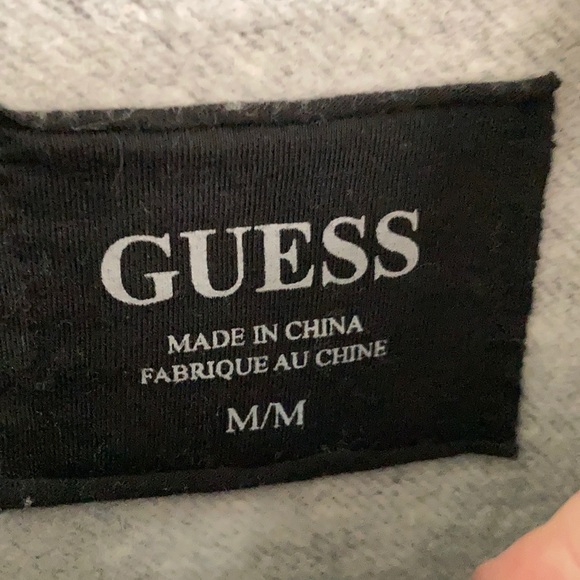 GUESS
MADE IN CHINA
FABRIQUE AU CHINE
M/M